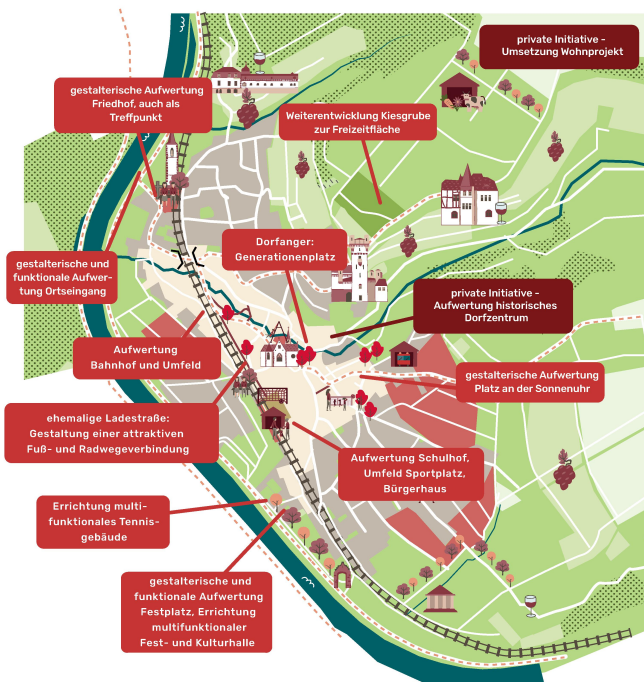 private Initiative -
Umsetzung Wohnprojekt
gestalterische Aufwertung
Friedhof, auch als
Treffpunkt
Weiterentwicklung Kiesgrube
zur Freizeitfläche
Dorfanger:
Generationenplatz
gestalterische und
funktionale Aufwer-
tung Ortseingang
private Initiative -
Aufwertung historisches
Dorfzentrum
Aufwertung
Bahnhof und Umfeld
gestalterische Aufwertung
Platz an der Sonnenuhr
ehemalige Ladestraße:
Gestaltung einer attraktiven
Fuß- und Radwegeverbindung
Aufwertung Schulhof,
Umfeld Sportplatz,
Bürgerhaus
Errichtung multi-
funktionales Tennis-
gebäude
gestalterische und
funktionale Aufwertung
Festplatz, Errichtung
multifunktionaler
Fest- und Kulturhalle